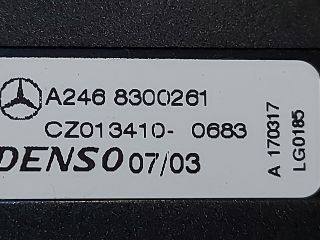 A246 8300261
CZ013410- 0683
DENSO 07/03
A 170317
LG0185